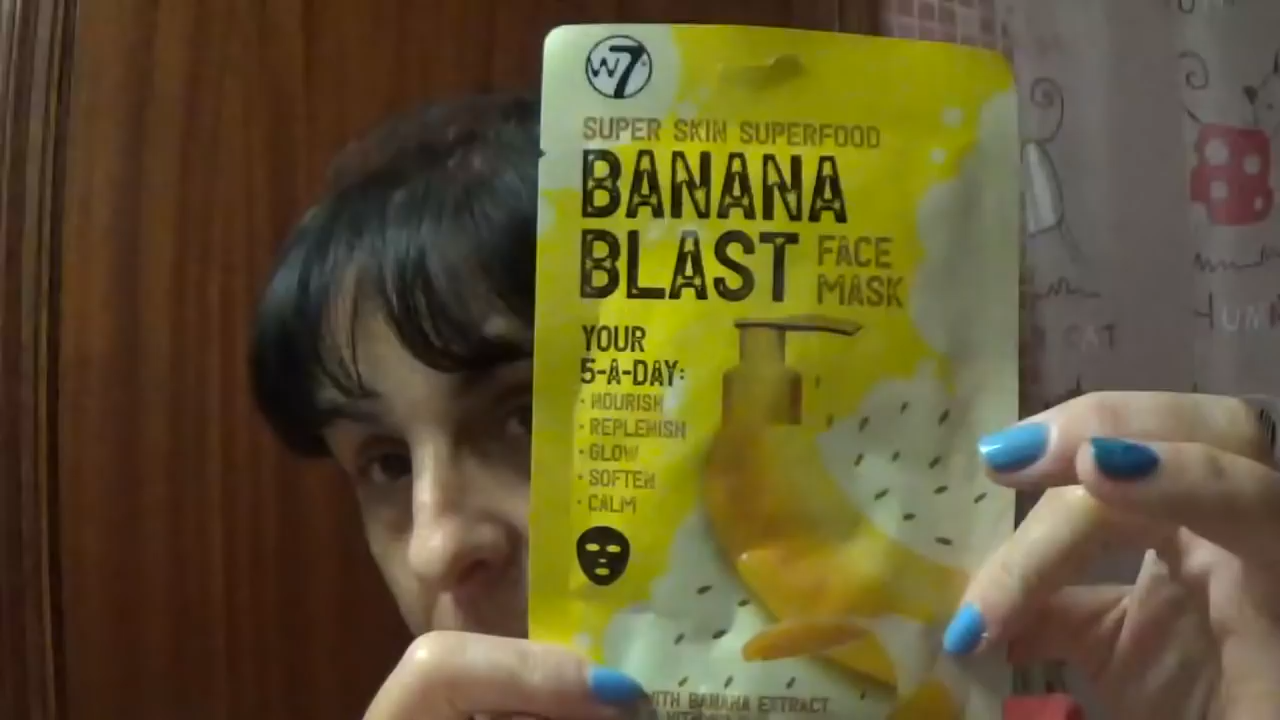 W7
SUPER SKIN SUPERFOOD
BANANA
BLAST
FACE
MASK
YOUR
5-A-DAY:
• NOURISH
• REPLENISH
• GLOW
• SOFTEN
• CALM
WITH BANANA EXTRACT